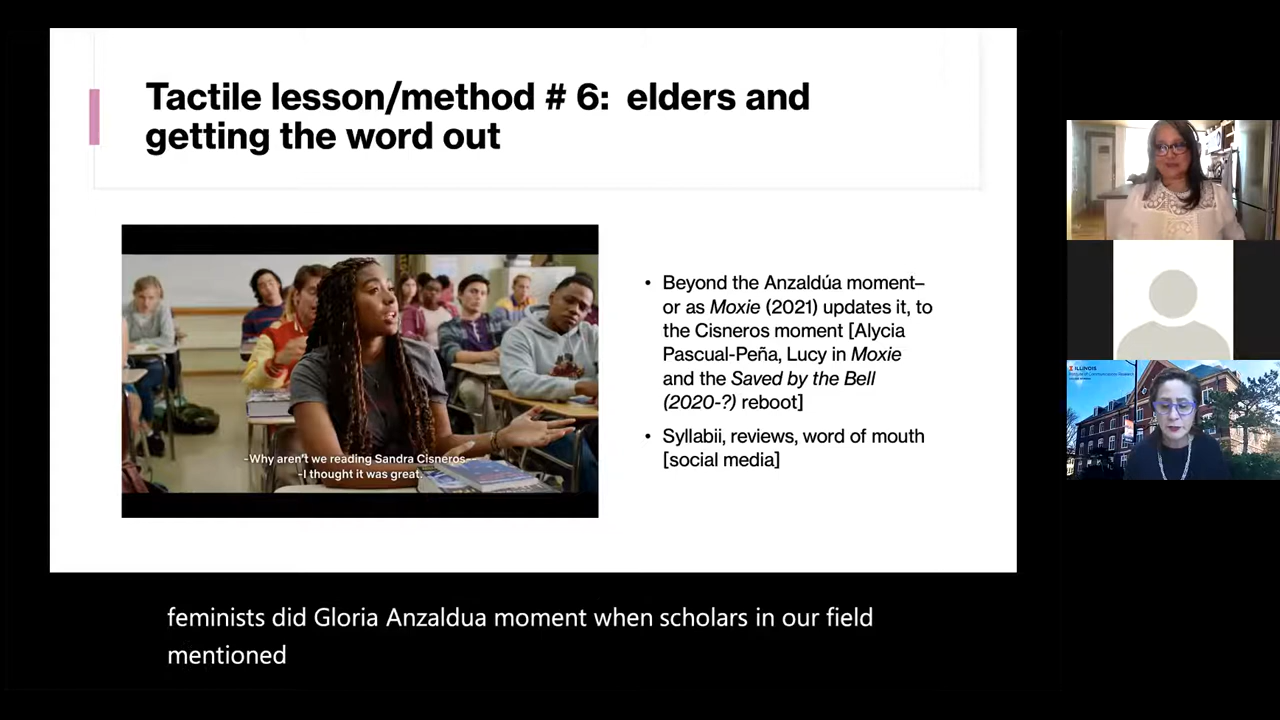 Tactile lesson/method # 6:  elders and
getting the word out
-Why aren't we reading Sandra Cisneros--
-I thought it was great.
• Beyond the Anzaldúa moment–
or as Moxie (2021) updates it, to
the Cisneros moment [Alycia
Pascual-Peña, Lucy in Moxie
and the Saved by the Bell
(2020-?) reboot]
• Syllabii, reviews, word of mouth
[social media]
ILLINOIS
feminists did Gloria Anzaldua moment when scholars in our field
mentioned